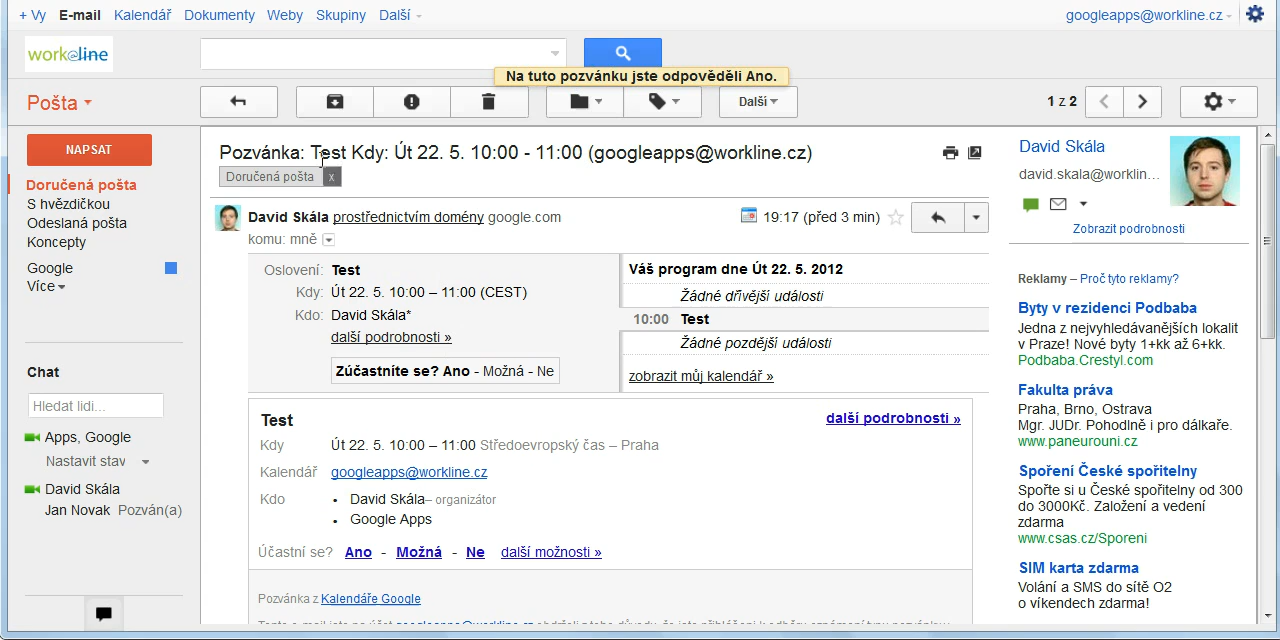 + Vy E-mail Kalendář Dokumenty Weby Skupiny Další googleapps@workline.cz
work@line
Na tuto pozvánku jste odpověděli Ano.
Pošta Další 1 z 2
NAPSAT
Doručená pošta
S hvězdičkou
Odeslaná pošta
Koncepty
Google
Více
Chat
Hledat lidi...
Apps, Google
Nastavit stav
David Skála
Jan Novak Pozván(a)
Pozvánka: Test Kdy: Út 22. 5. 10:00 - 11:00 (googleapps@workline.cz)
Doručená pošta x
David Skála prostřednictvím domény google.com 19:17 (před 3 min)
komu: mně
Oslovení: Test
Kdy: Út 22. 5. 10:00 – 11:00 (CEST)
Kdo: David Skála*
další podrobnosti »
Zúčastníte se? Ano - Možná - Ne
Váš program dne Út 22. 5. 2012
Žádné dřívější události
10:00 Test
Žádné pozdější události
zobrazit můj kalendář »
Test další podrobnosti »
Kdy Út 22. 5. 10:00 – 11:00 Středoevropský čas – Praha
Kalendář googleapps@workline.cz
Kdo • David Skála– organizátor
• Google Apps
Účastní se? Ano - Možná - Ne další možnosti »
Pozvánka z Kalendáře Google
David Skála
david.skala@worklin...
Zobrazit podrobnosti
Reklamy – Proč tyto reklamy?
Byty v rezidenci Podbaba
Jedna z nejvyhledávanějších lokalit
v Praze! Nové byty 1+kk až 6+kk.
Podbaba.Crestyl.com
Fakulta práva
Praha, Brno, Ostrava
Mgr. JUDr. Pohodlně i pro dálkaře.
www.paneurouni.cz
Spoření České spořitelny
Spořte si u České spořitelny od 300
do 3000Kč. Založení a vedení
zdarma
www.csas.cz/Sporeni
SIM karta zdarma
Volání a SMS do sítě O2
o víkendech zdarma!